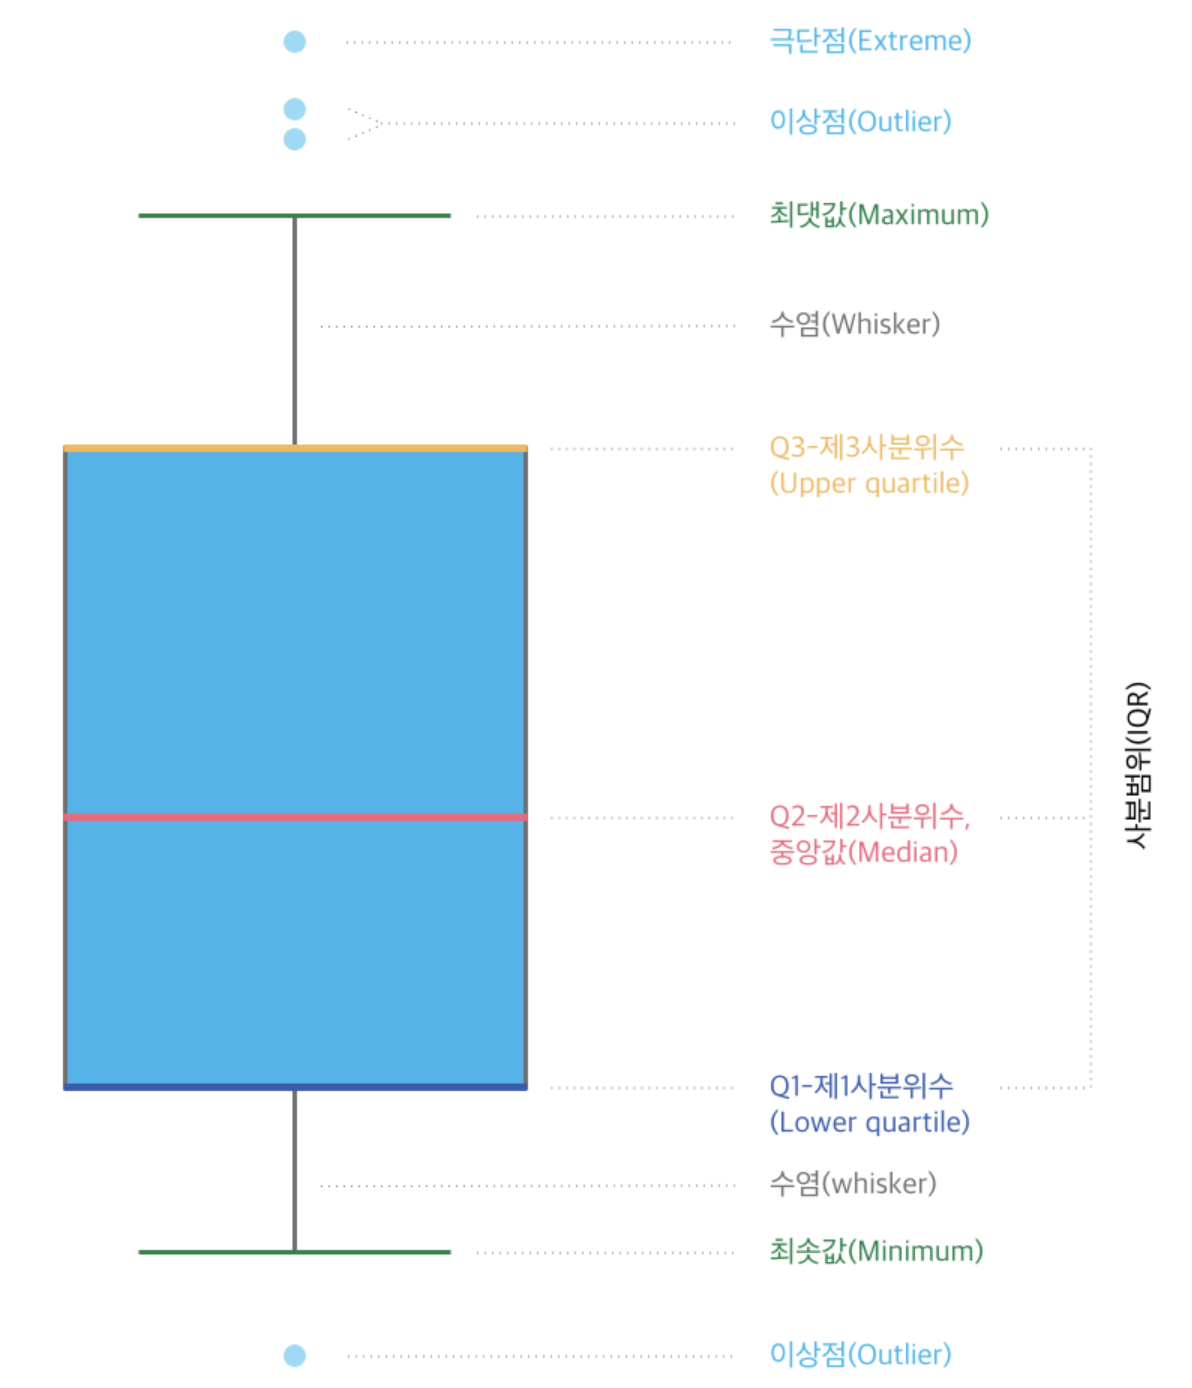 극단점(Extreme)
이상점(Outlier)
최댓값(Maximum)
수염(Whisker)
Q3-제3사분위수
(Upper quartile)
사분범위(IQR)
Q2-제2사분위수,
중앙값(Median)
Q1-제1사분위수
(Lower quartile)
수염(whisker)
최솟값(Minimum)
이상점(Outlier)